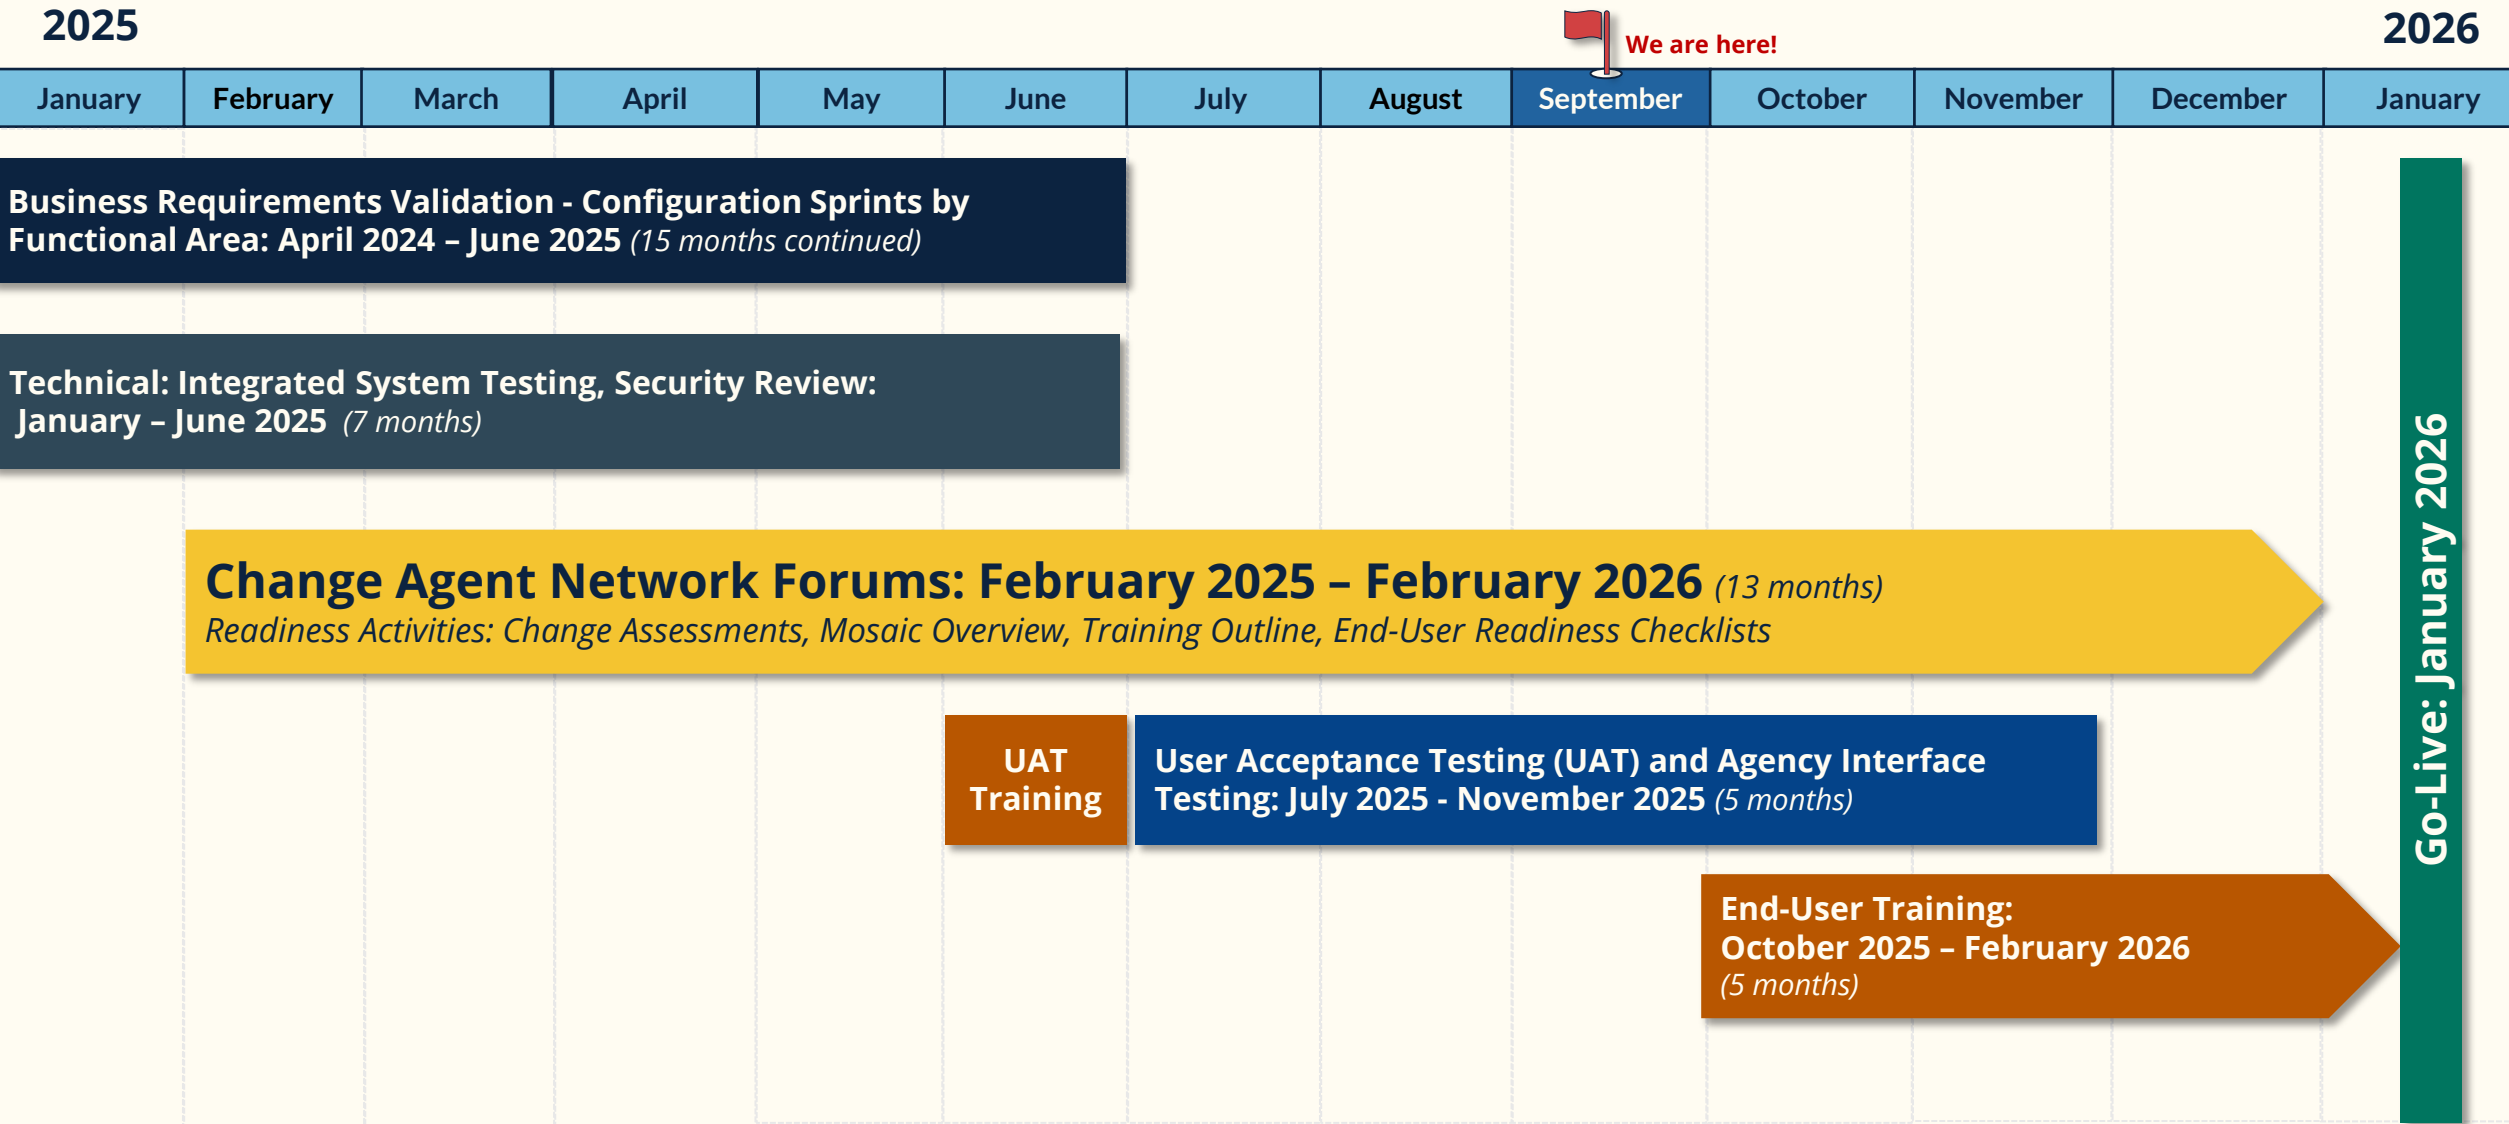 2025
We are here!
2026
January February March April May June July August September October November December January
Business Requirements Validation - Configuration Sprints by
Functional Area: April 2024 – June 2025 (15 months continued)
Technical: Integrated System Testing, Security Review:
January – June 2025 (7 months)
Change Agent Network Forums: February 2025 – February 2026 (13 months)
Readiness Activities: Change Assessments, Mosaic Overview, Training Outline, End-User Readiness Checklists
UAT
Training
User Acceptance Testing (UAT) and Agency Interface
Testing: July 2025 - November 2025 (5 months)
End-User Training:
October 2025 – February 2026
(5 months)
Go-Live: January 2026